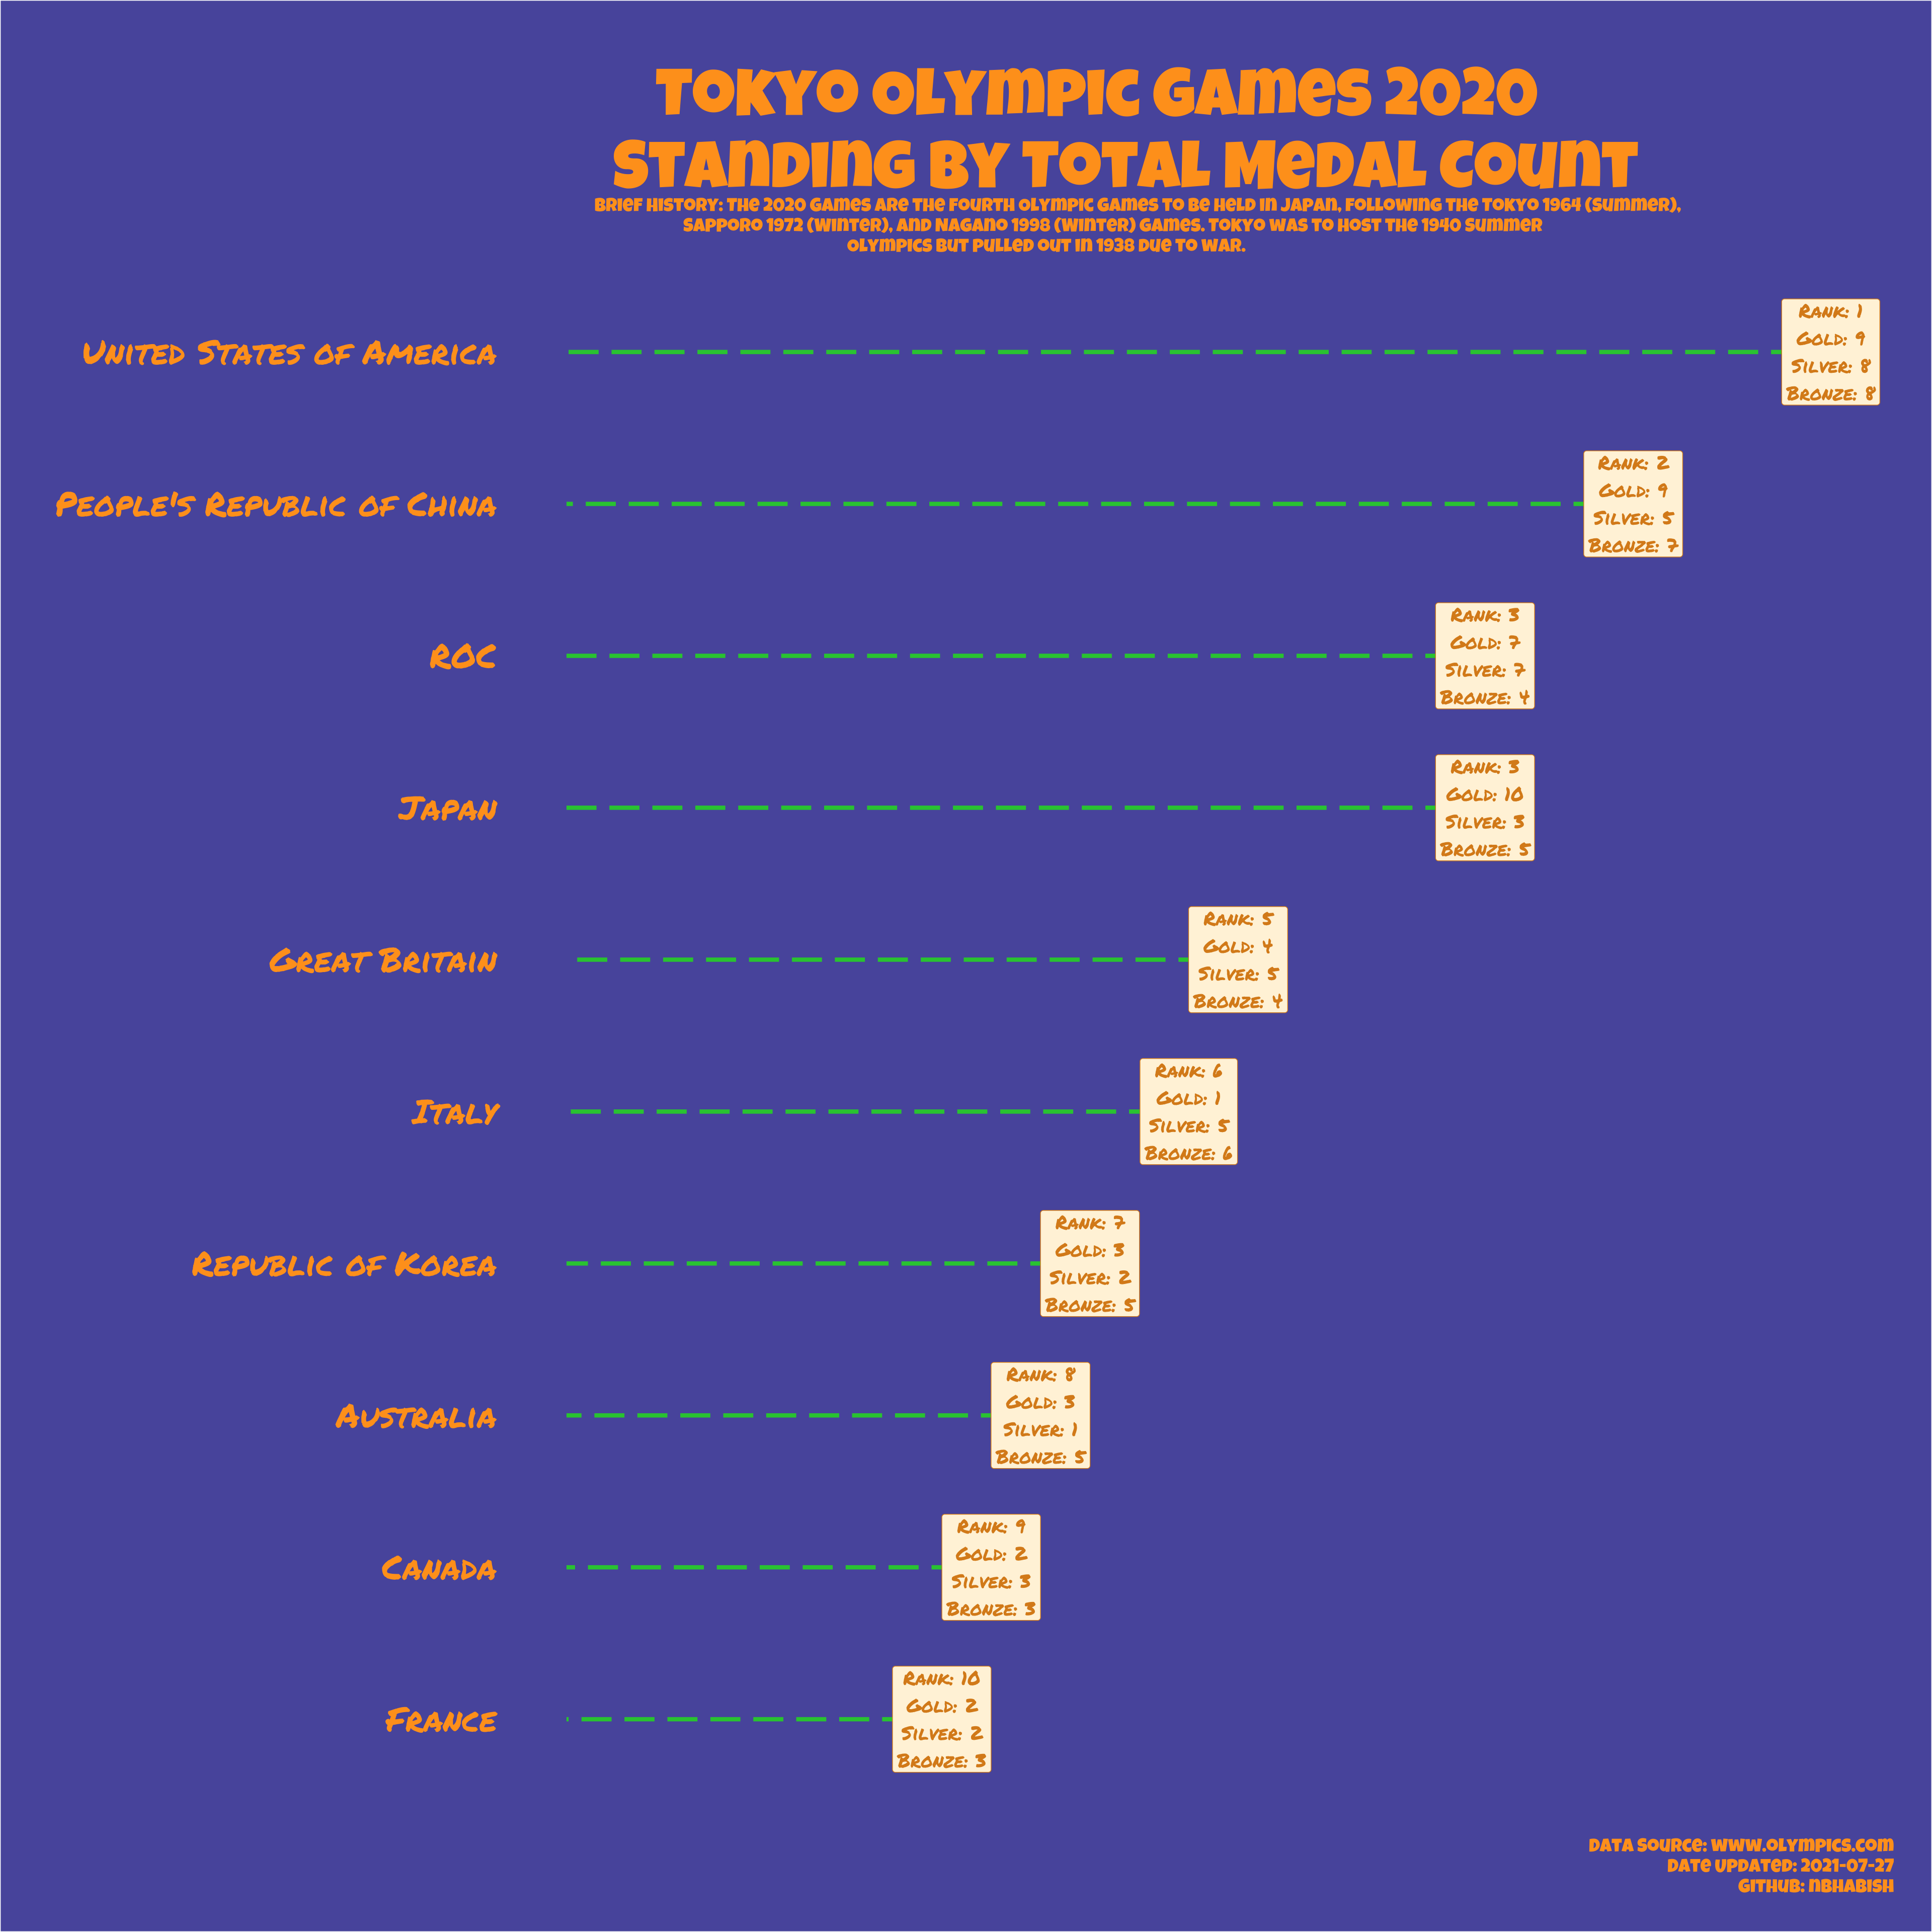 Tokyo Olympic Games 2020
Standing by Total Medal Count
Brief History: The 2020 Games are the fourth Olympic Games to be held in Japan, following the Tokyo 1964 (Summer),
Sapporo 1972 (Winter), and Nagano 1998 (Winter) games. Tokyo was to host the 1940 Summer
Olympics but pulled out in 1938 due to war.
United States of America
Rank: 1
Gold: 9
Silver: 8
Bronze: 8
People's Republic of China
Rank: 2
Gold: 9
Silver: 5
Bronze: 7
ROC
Rank: 3
Gold: 7
Silver: 7
Bronze: 4
Japan
Rank: 3
Gold: 10
Silver: 3
Bronze: 5
Great Britain
Rank: 5
Gold: 4
Silver: 5
Bronze: 4
Italy
Rank: 6
Gold: 1
Silver: 5
Bronze: 6
Republic of Korea
Rank: 7
Gold: 3
Silver: 2
Bronze: 5
Australia
Rank: 8
Gold: 3
Silver: 1
Bronze: 5
Canada
Rank: 9
Gold: 2
Silver: 3
Bronze: 3
France
Rank: 10
Gold: 2
Silver: 2
Bronze: 3
Data Source: www.olympics.com
Date Updated: 2021-07-27
Github: nbhabish